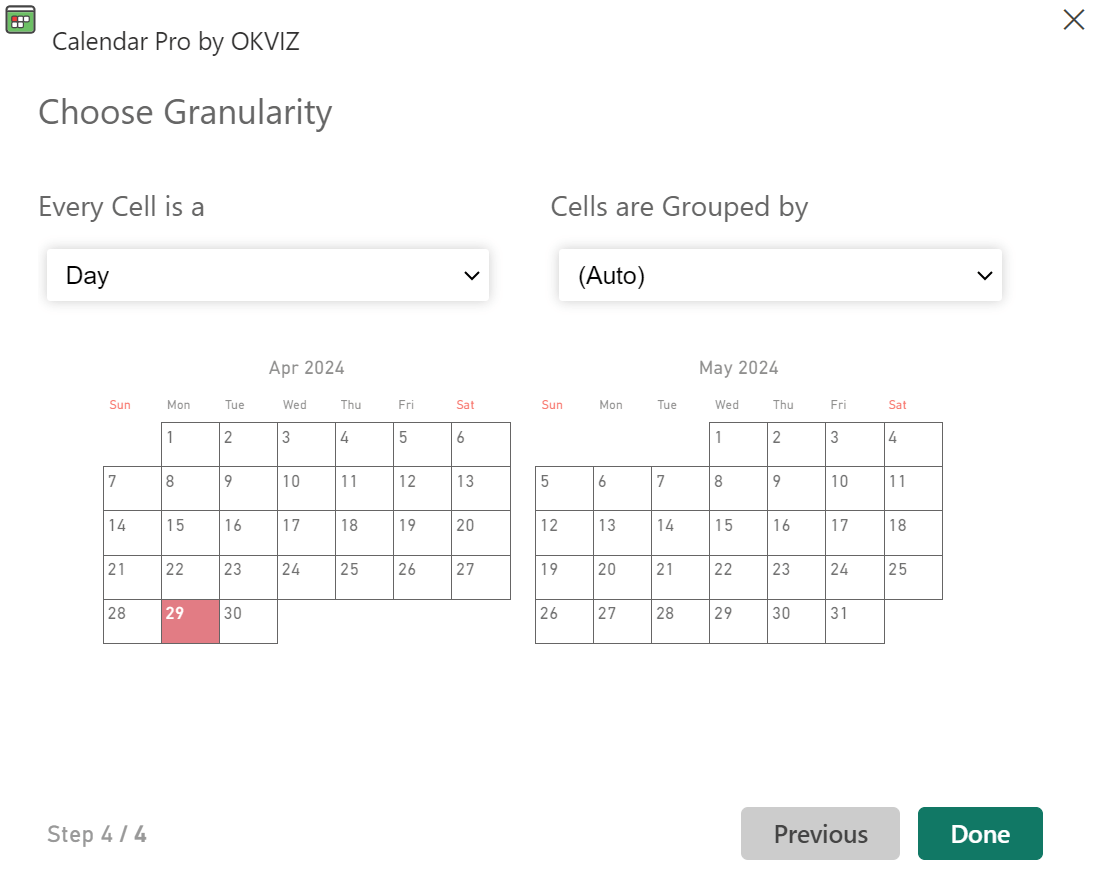 Calendar Pro by OKVIZ
Choose Granularity
Every Cell is a
Cells are Grouped by
Day
(Auto)
Apr 2024
Sun Mon Tue Wed Thu Fri Sat
1 2 3 4 5 6
7 8 9 10 11 12 13
14 15 16 17 18 19 20
21 22 23 24 25 26 27
28 29 30
May 2024
Sun Mon Tue Wed Thu Fri Sat
1 2 3 4
5 6 7 8 9 10 11
12 13 14 15 16 17 18
19 20 21 22 23 24 25
26 27 28 29 30 31
Step 4 / 4
Previous
Done